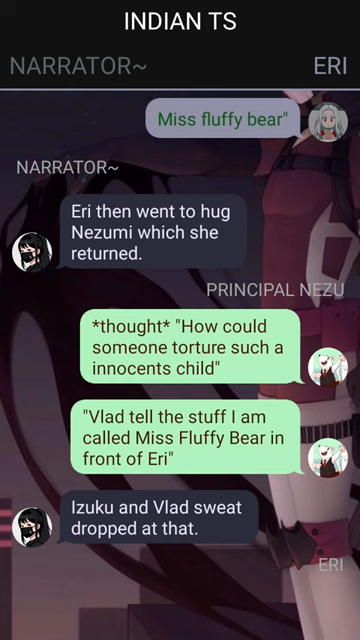 INDIAN TS
NARRATOR~ ERI
Miss fluffy bear"
NARRATOR~
Eri then went to hug
Nezumi which she
returned.
PRINCIPAL NEZU
*thought* "How could
someone torture such a
innocents child"
"Vlad tell the stuff I am
called Miss Fluffy Bear in
front of Eri"
Izuku and Vlad sweat
dropped at that.
ERI